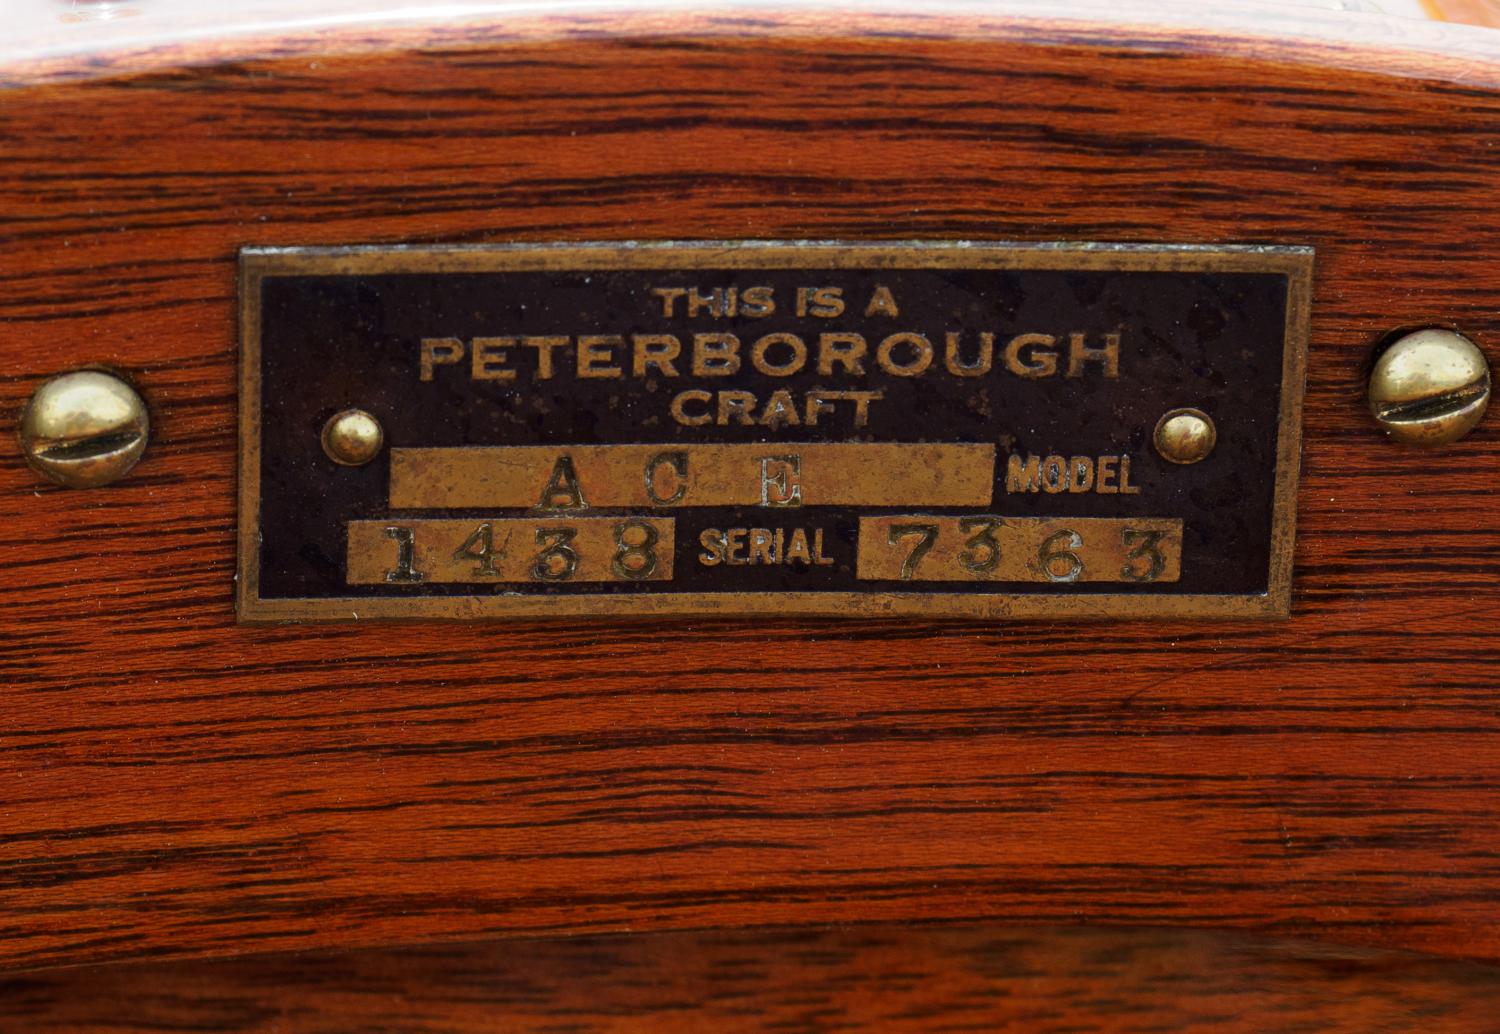 THIS IS A
PETERBOROUGH
CRAFT
ACE MODEL
1438 SERIAL 7363